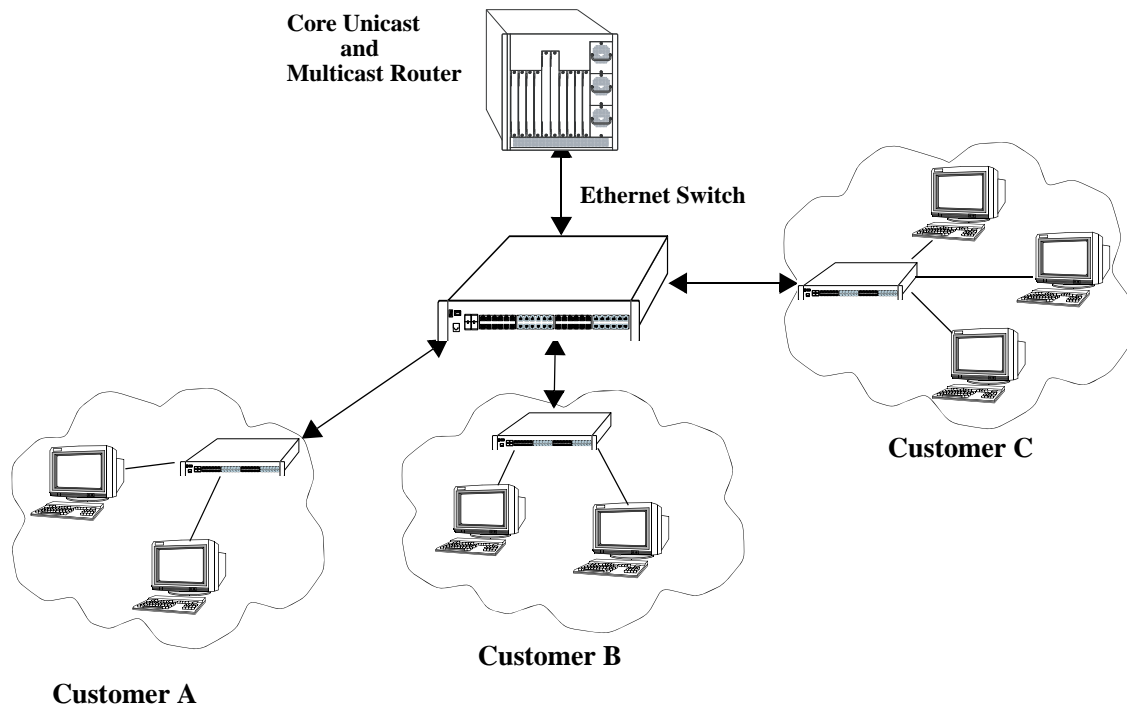 Core Unicast
and
Multicast Router
Ethernet Switch
Customer C
Customer B
Customer A